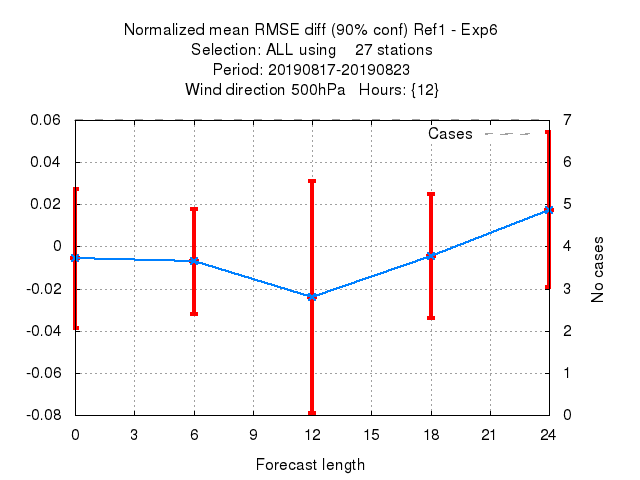 Normalized mean RMSE diff (90% conf) Ref1 - Exp6
Selection: ALL using    27 stations
Period: 20190817-20190823
Wind direction 500hPa   Hours: {12}
Cases
0.06
0.04
0.02
0
-0.02
-0.04
-0.06
-0.08
7
6
5
4
3
2
1
0
No cases
0 3 6 9 12 15 18 21 24
Forecast length